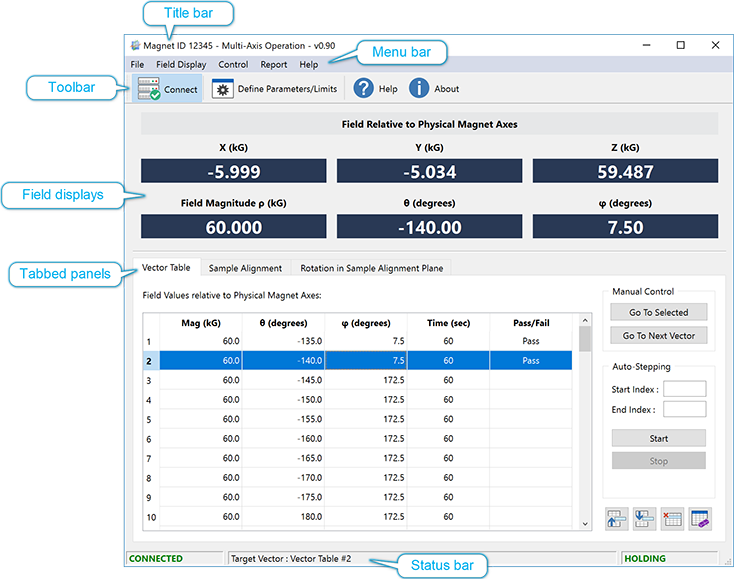 Title bar
Magnet ID 12345 - Multi-Axis Operation - v0.90
Menu bar
File Field Display Control Report Help
Toolbar
Connect Define Parameters/Limits ? Help i About
Field Relative to Physical Magnet Axes
X (kG) Y (kG) Z (kG)
-5.999 -5.034 59.487
Field displays
Field Magnitude ρ (kG) θ (degrees) φ (degrees)
60.000 -140.00 7.50
Tabbed panels
Vector Table Sample Alignment Rotation in Sample Alignment Plane
Field Values relative to Physical Magnet Axes:
Mag (kG) θ (degrees) φ (degrees) Time (sec) Pass/Fail
1 60.0 -135.0 7.5 60 Pass
2 60.0 -140.0 7.5 60 Pass
3 60.0 -145.0 172.5 60
4 60.0 -150.0 172.5 60
5 60.0 -155.0 172.5 60
6 60.0 -160.0 172.5 60
7 60.0 -165.0 172.5 60
8 60.0 -170.0 172.5 60
9 60.0 -175.0 172.5 60
10 60.0 180.0 172.5 60
Manual Control
Go To Selected
Go To Next Vector
Auto-Stepping
Start Index :
End Index :
Start
Stop
CONNECTED Target Vector : Vector Table #2 HOLDING
Status bar